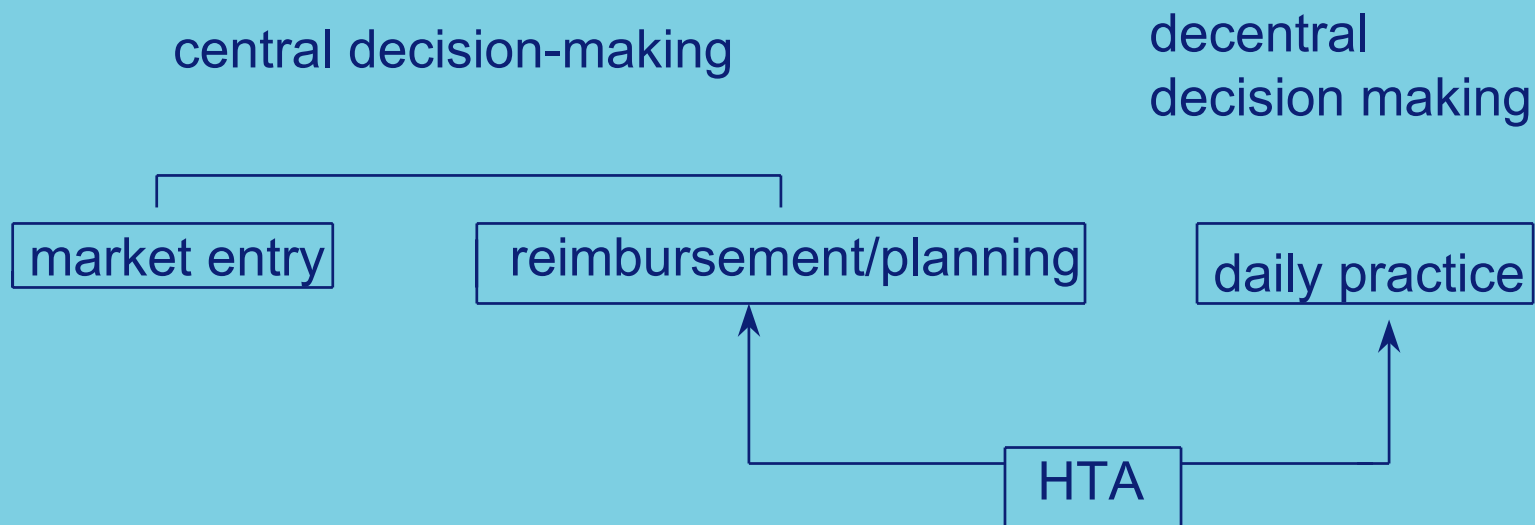 central decision-making
decentral
decision making
market entry
reimbursement/planning
daily practice
HTA